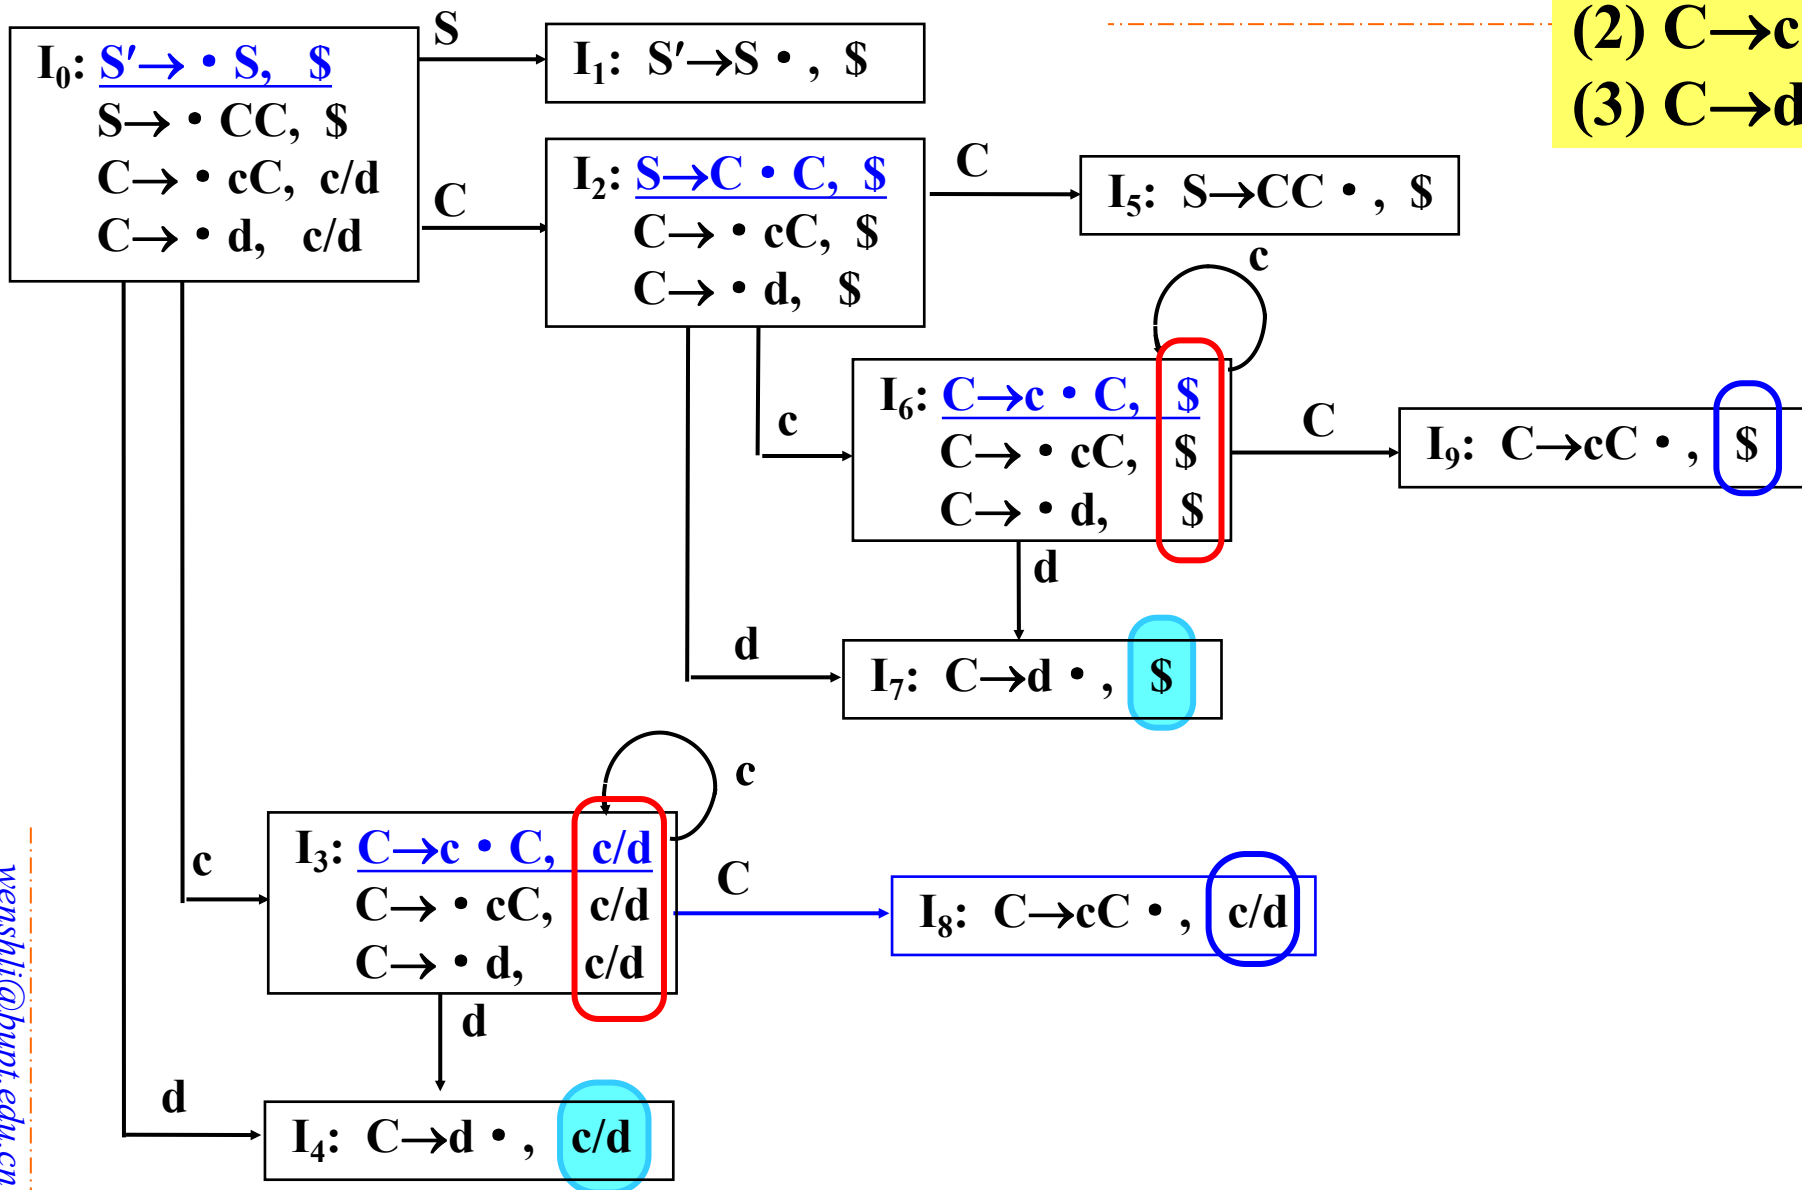 (2) C→c
(3) C→d
I₀: S′→ · S, $
S→ · CC, $
C→ · cC, c/d
C→ · d, c/d
S
I₁: S′→S · , $
C
I₂: S→C · C, $
C→ · cC, $
C→ · d, $
C
I₅: S→CC · , $
c
c
I₆: C→c · C, $
C→ · cC, $
C→ · d, $
C
I₉: C→cC · , $
d
d
I₇: C→d · , $
c
c
I₃: C→c · C, c/d
C→ · cC, c/d
C→ · d, c/d
C
I₈: C→cC · , c/d
d
d
I₄: C→d · , c/d
wenshli@bupt.edu.cn